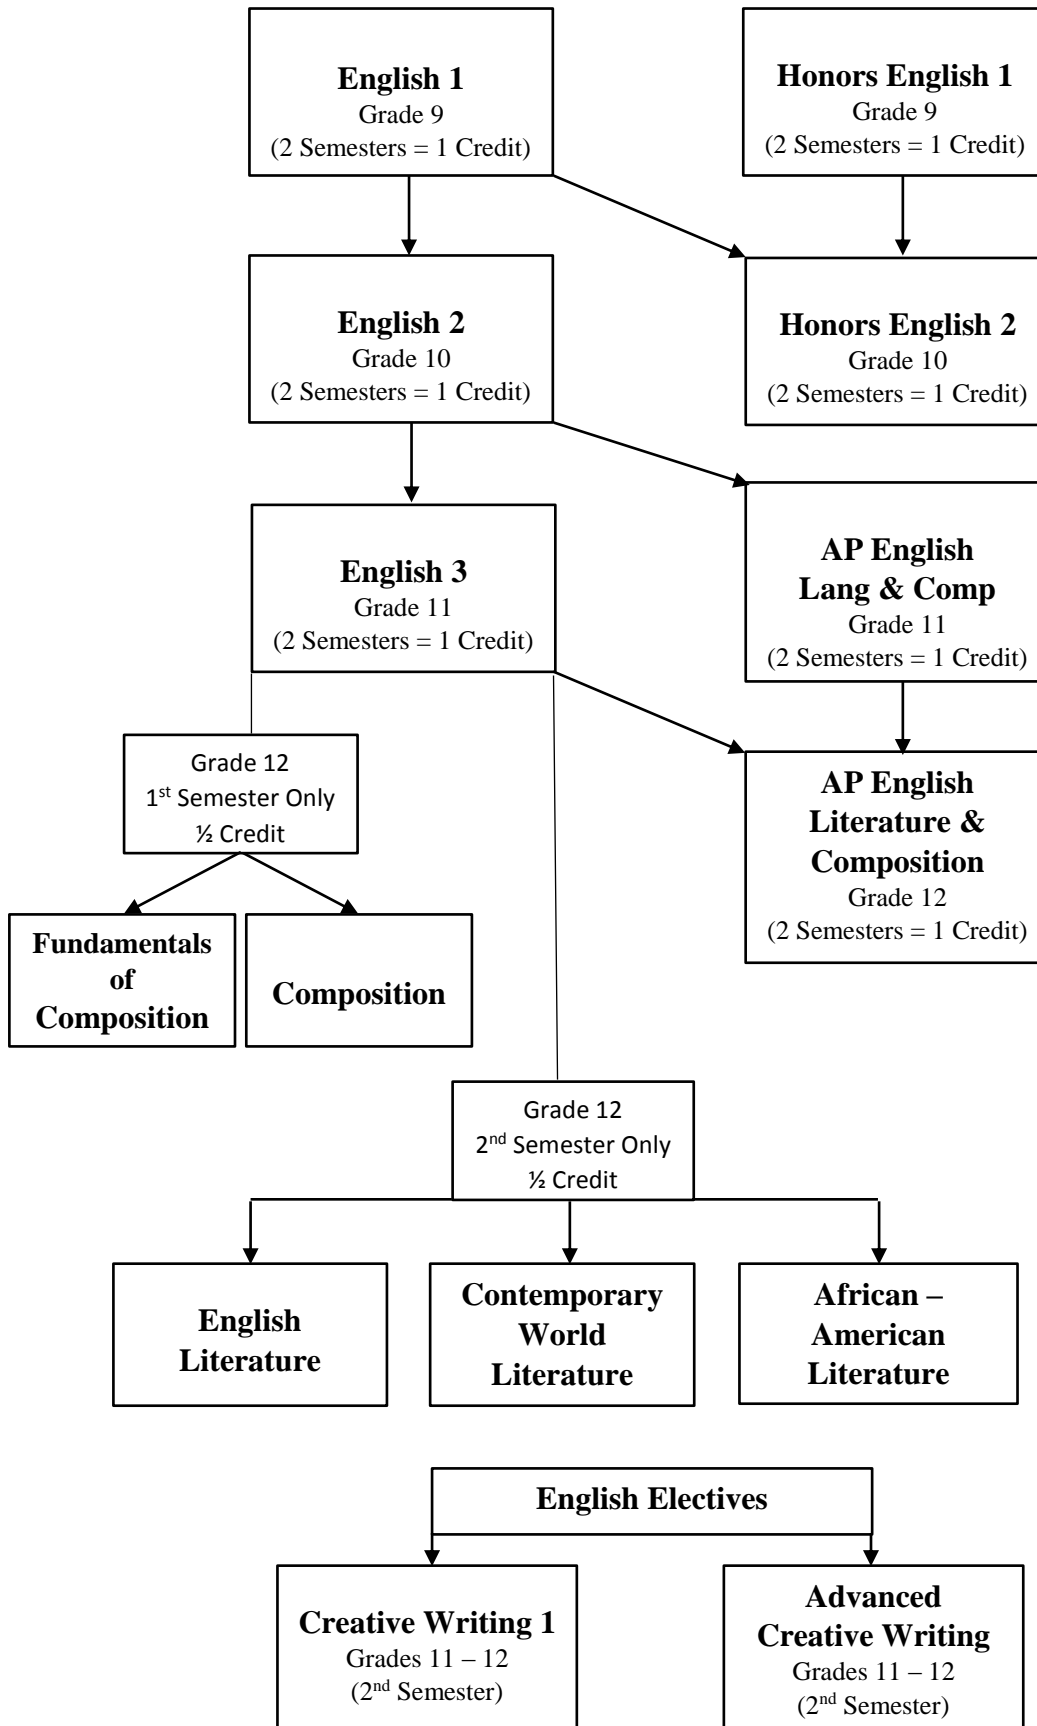 English 1
Grade 9
(2 Semesters = 1 Credit)
Honors English 1
Grade 9
(2 Semesters = 1 Credit)
English 2
Grade 10
(2 Semesters = 1 Credit)
Honors English 2
Grade 10
(2 Semesters = 1 Credit)
English 3
Grade 11
(2 Semesters = 1 Credit)
AP English
Lang & Comp
Grade 11
(2 Semesters = 1 Credit)
Grade 12
1st Semester Only
½ Credit
AP English
Literature &
Composition
Grade 12
(2 Semesters = 1 Credit)
Fundamentals
of
Composition
Composition
Grade 12
2nd Semester Only
½ Credit
English
Literature
Contemporary
World
Literature
African –
American
Literature
English Electives
Creative Writing 1
Grades 11 – 12
(2nd Semester)
Advanced
Creative Writing
Grades 11 – 12
(2nd Semester)